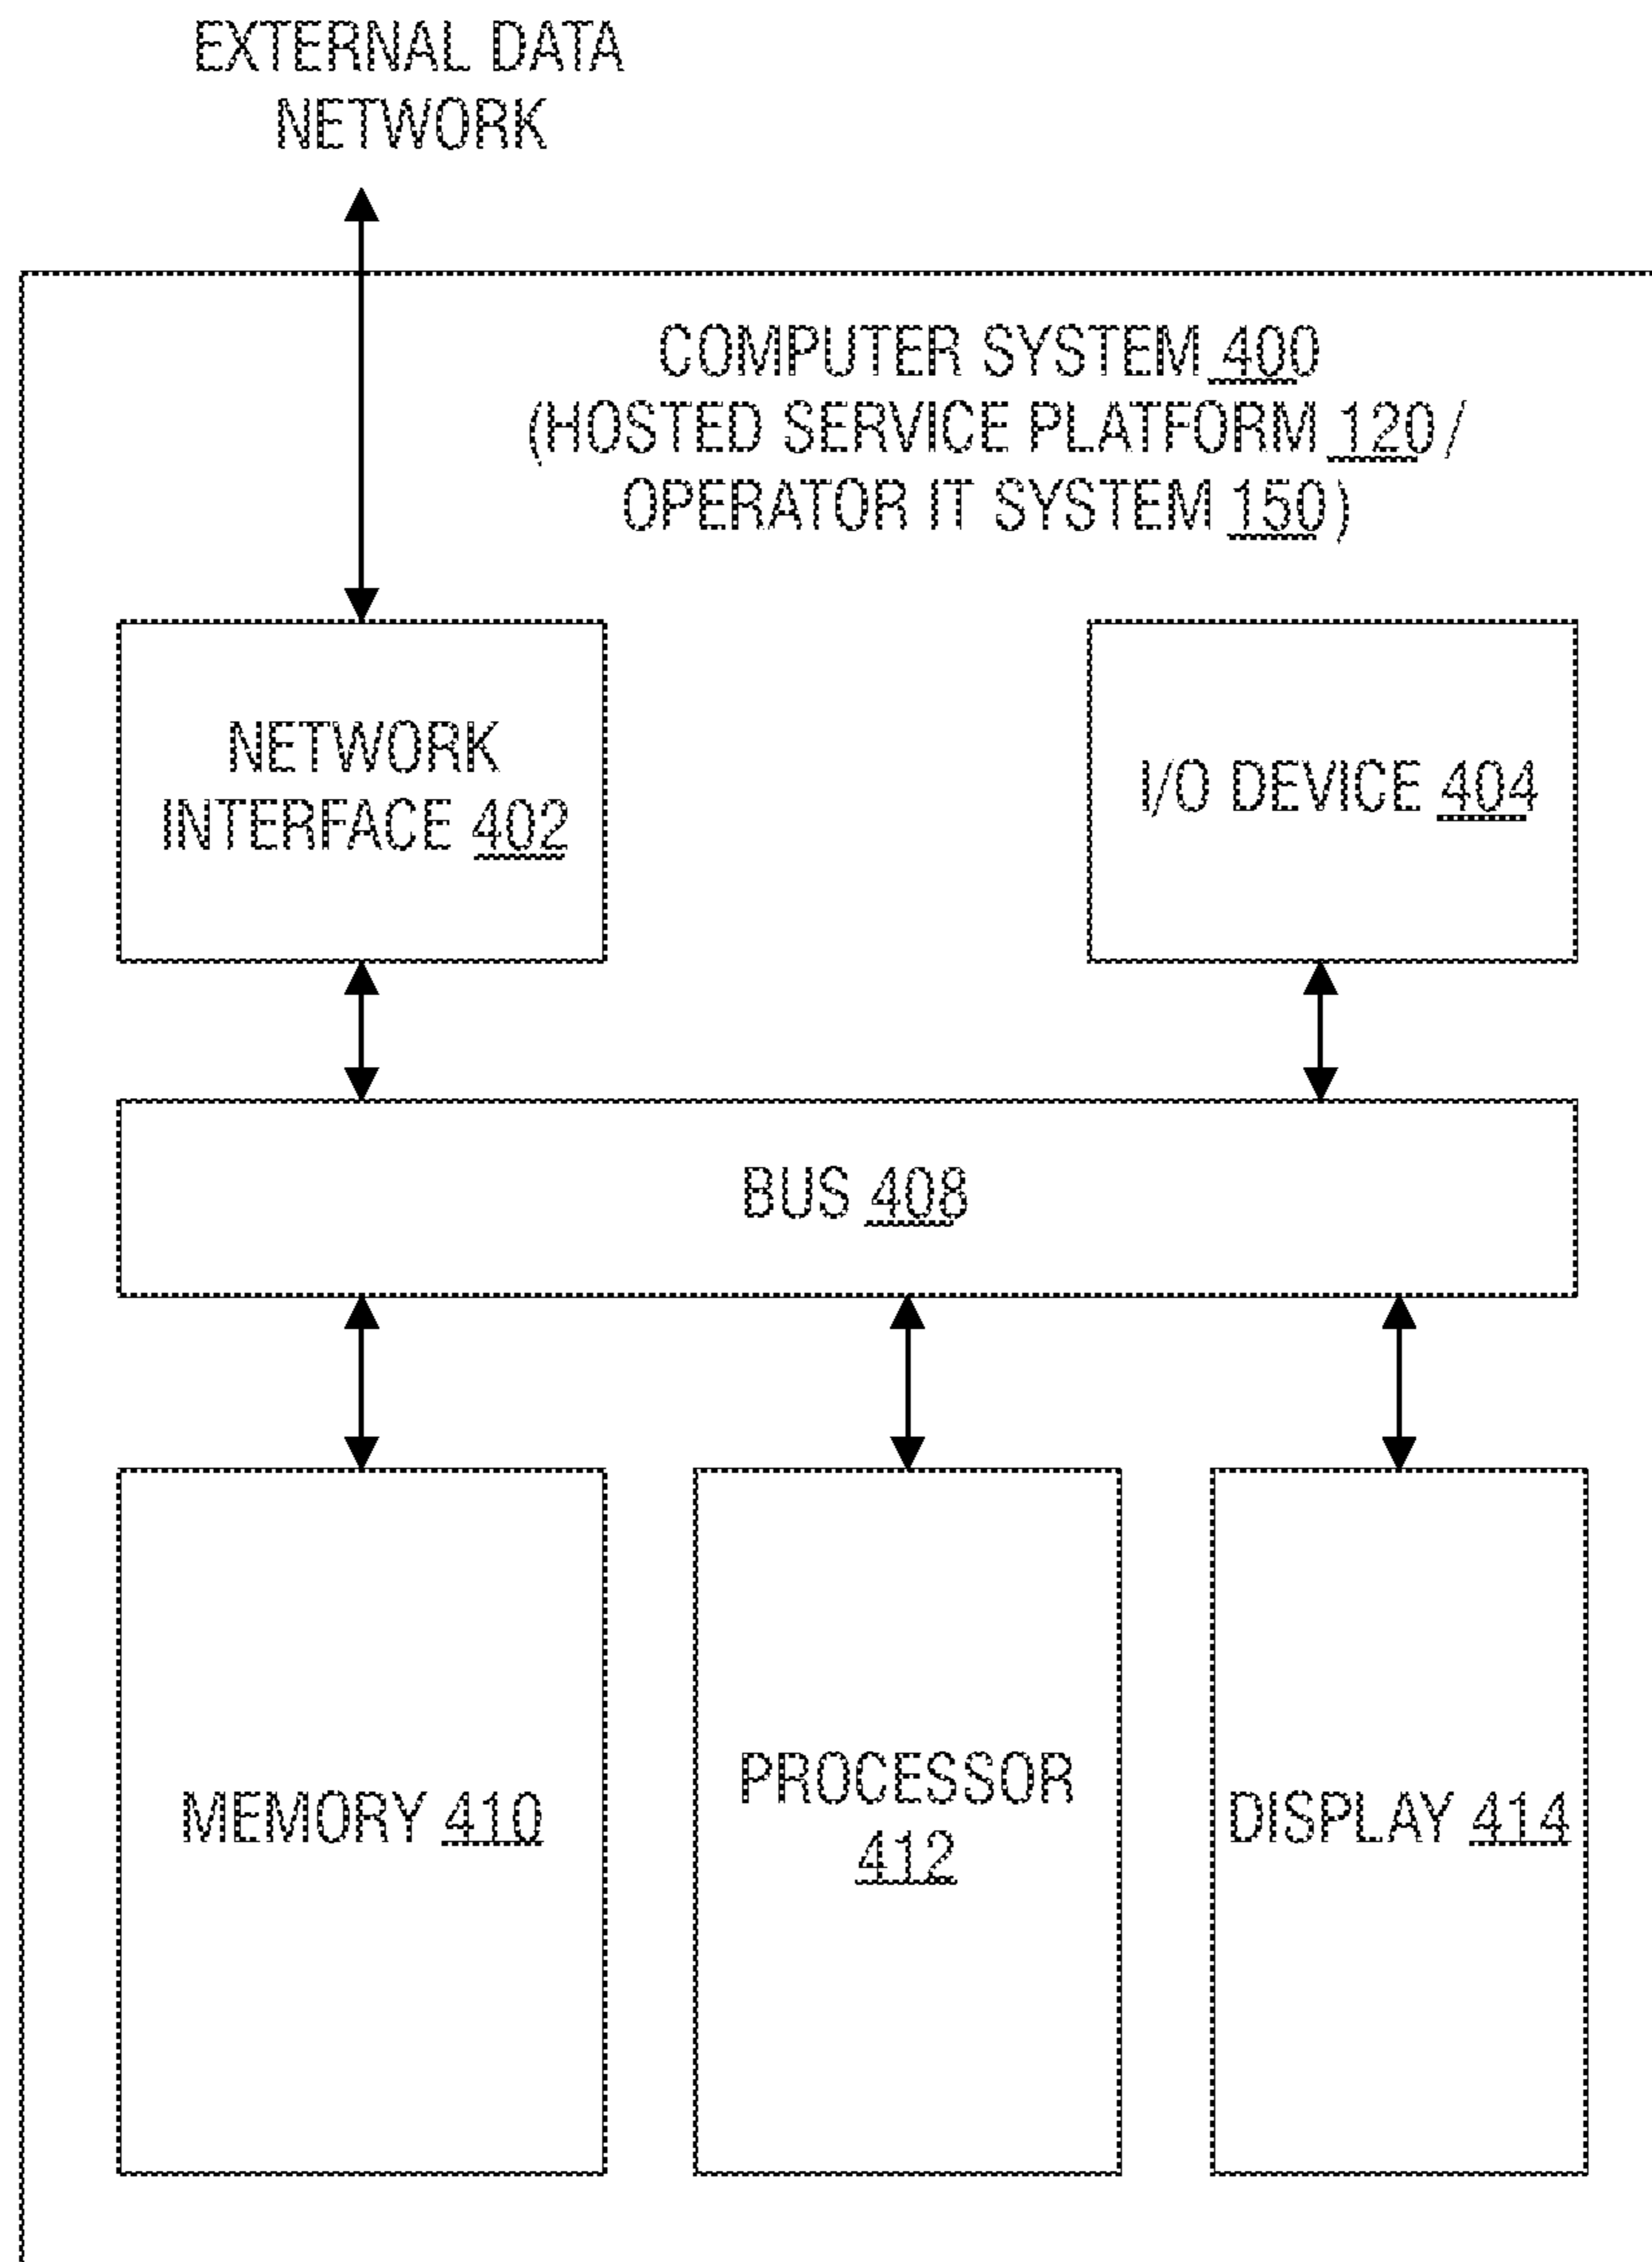 EXTERNAL DATA
NETWORK
COMPUTER SYSTEM 400
(HOSTED SERVICE PLATFORM 120 /
OPERATOR IT SYSTEM 150)
NETWORK
INTERFACE 402
I/O DEVICE 404
BUS 408
MEMORY 410
PROCESSOR
412
DISPLAY 414